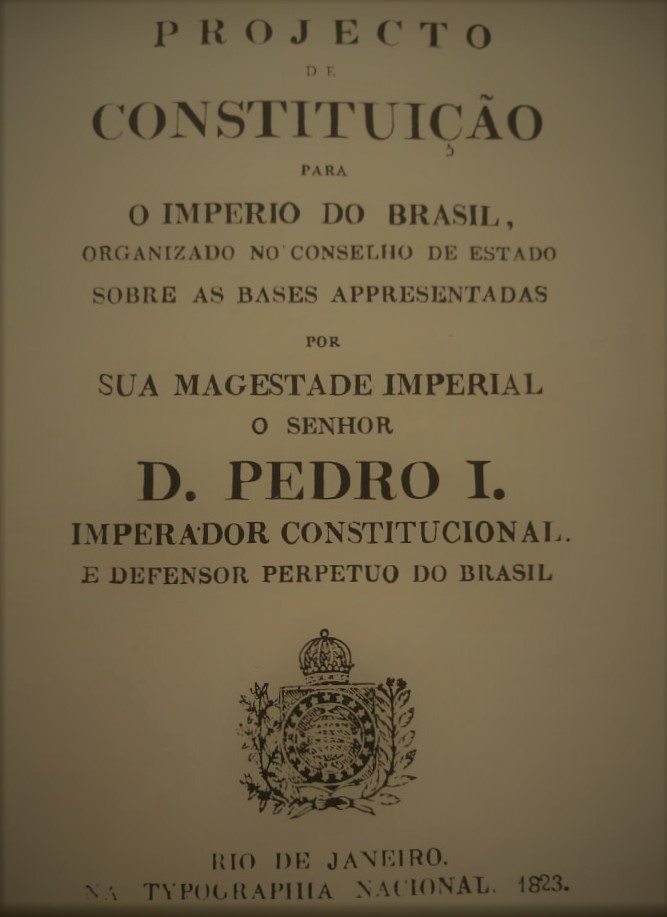 PROJECTO
DE
CONSTITUIÇÃO
PARA
O IMPERIO DO BRASIL,
ORGANIZADO NO CONSELHO DE ESTADO
SOBRE AS BASES APPRESENTADAS
POR
SUA MAGESTADE IMPERIAL
O SENHOR
D. PEDRO I.
IMPERADOR CONSTITUCIONAL.
E DEFENSOR PERPETUO DO BRASIL
RIO DE JANEIRO.
NA TYPOGRAPHIA NACIONAL. 1823.